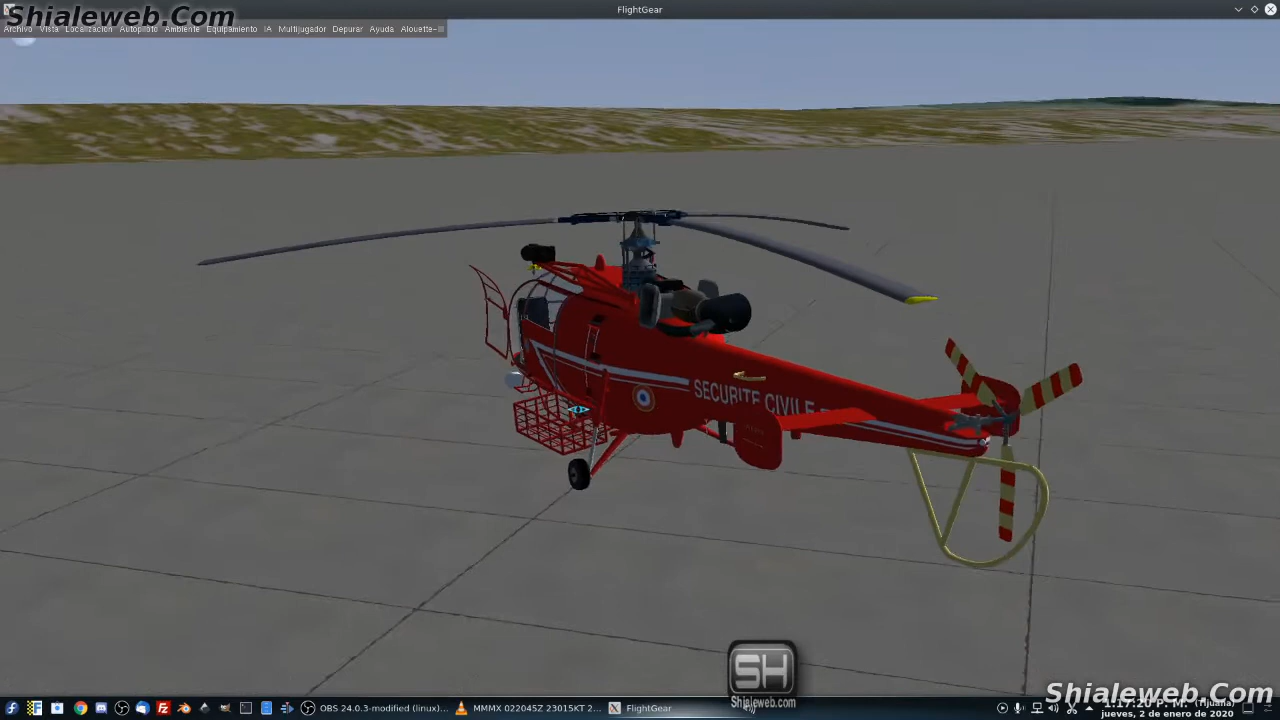 FlightGear
Shialeweb.Com
Archivo Vista Localización Autopiloto Ambiente Equipamiento IA Multijugador Depurar Ayuda Alouette-
SECURITE CIVILE
SH
Shialeweb.com
Shialeweb.Com
OBS 24.0.3-modified (linux)... MMMX 022045Z 23015KT 2... FlightGear
1:17:20 P. M. (Tijuana)
jueves, 2 de enero de 2020